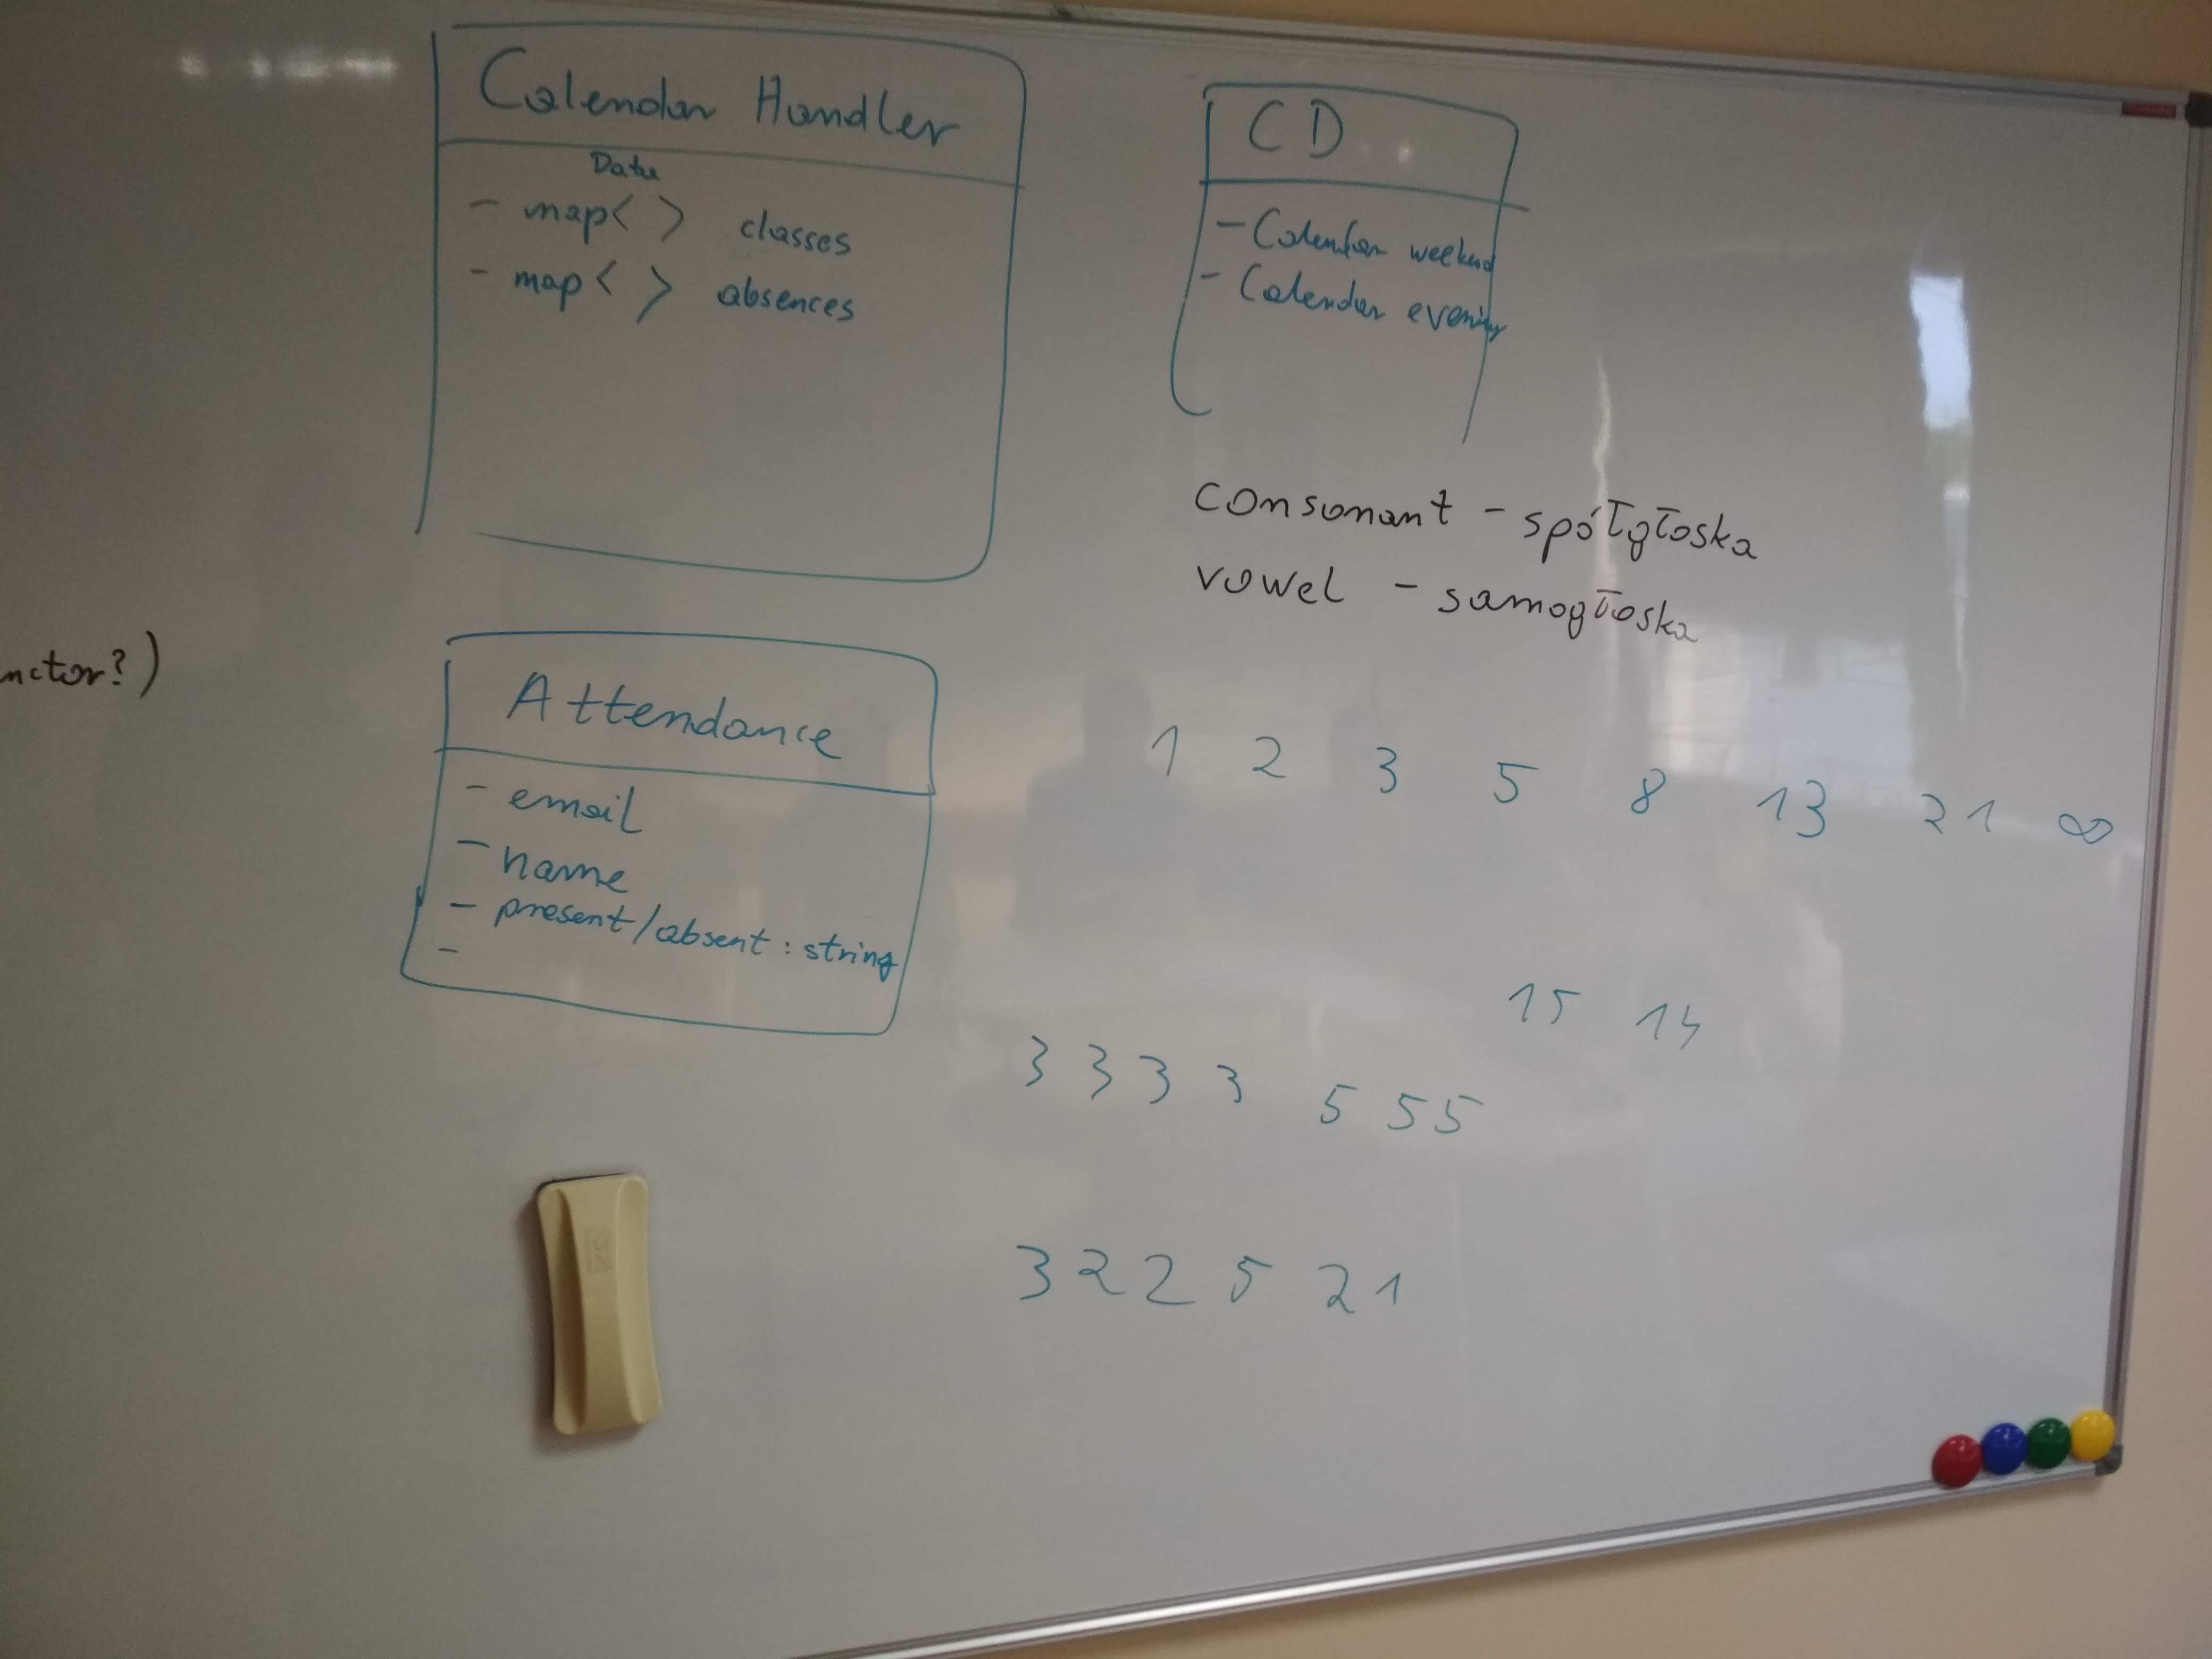 Calendar Handler
Data
- map< > classes
- map< > absences
CD
- Calendar weekend
- Calendar evening
consonant - spółgłoska
vowel - samogłoska
nctor?)
Attendance
- email
- name
- present/absent : string
-
1 2 3 5 8 13 21 ∞
15 14
3 3 3 3 5 5 5
3 2 2 5 2 1